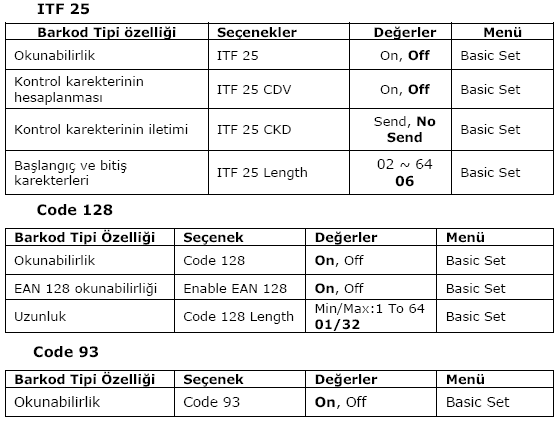 ITF 25
Barkod Tipi özelliği Seçenekler Değerler Menü
Okunabilirlik ITF 25 On, Off Basic Set
Kontrol karekterinin hesaplanması ITF 25 CDV On, Off Basic Set
Kontrol karekterinin iletimi ITF 25 CKD Send, No Send Basic Set
Başlangıç ve bitiş karekterleri ITF 25 Length 02 ~ 64 06 Basic Set
Code 128
Barkod Tipi Özelliği Seçenek Değerler Menü
Okunabilirlik Code 128 On, Off Basic Set
EAN 128 okunabilirliği Enable EAN 128 On, Off Basic Set
Uzunluk Code 128 Length Min/Max:1 To 64 01/32 Basic Set
Code 93
Barkod Tipi Özelliği Seçenek Değerler Menü
Okunabilirlik Code 93 On, Off Basic Set